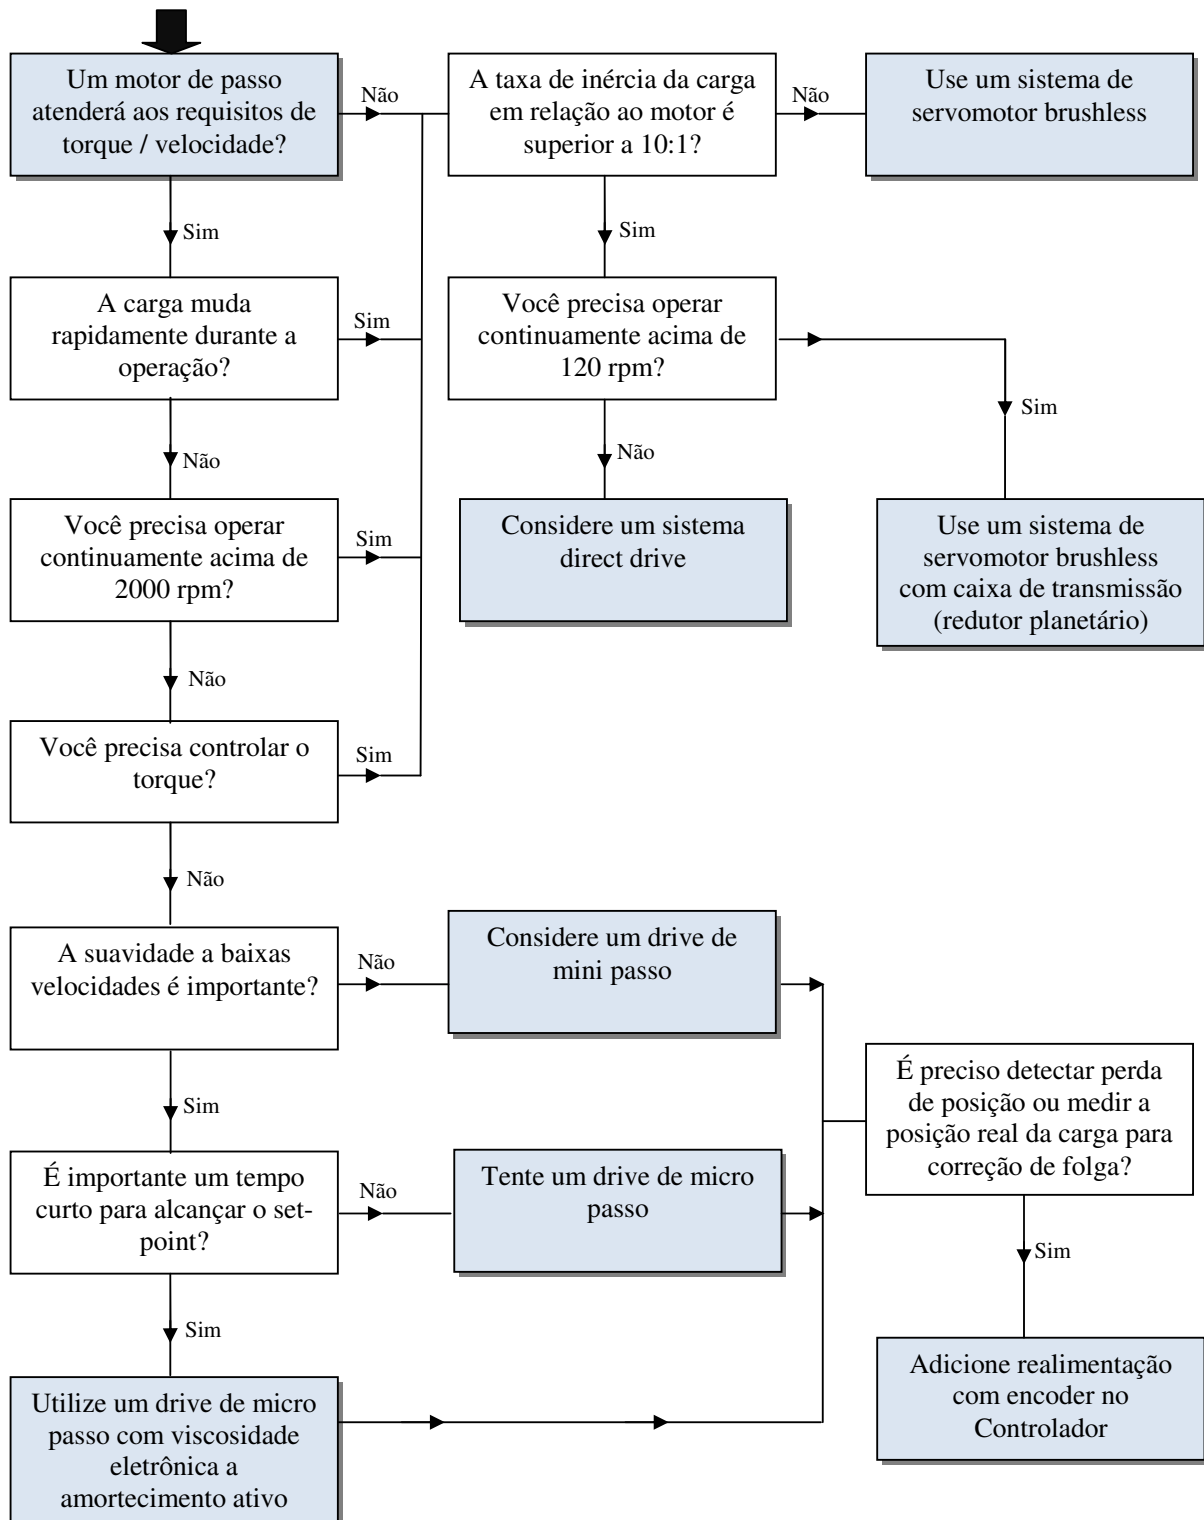 Um motor de passo
atenderá aos requisitos de
torque / velocidade?
Não
A taxa de inércia da carga
em relação ao motor é
superior a 10:1?
Não
Use um sistema de
servomotor brushless
Sim
Sim
A carga muda
rapidamente durante a
operação?
Sim
Você precisa operar
continuamente acima de
120 rpm?
Sim
Não
Não
Você precisa operar
continuamente acima de
2000 rpm?
Sim
Considere um sistema
direct drive
Use um sistema de
servomotor brushless
com caixa de transmissão
(redutor planetário)
Não
Você precisa controlar o
torque?
Sim
Não
A suavidade a baixas
velocidades é importante?
Não
Considere um drive de
mini passo
É preciso detectar perda
de posição ou medir a
posição real da carga para
correção de folga?
Sim
É importante um tempo
curto para alcançar o set-
point?
Não
Tente um drive de micro
passo
Sim
Sim
Utilize um drive de micro
passo com viscosidade
eletrônica a
amortecimento ativo
Adicione realimentação
com encoder no
Controlador